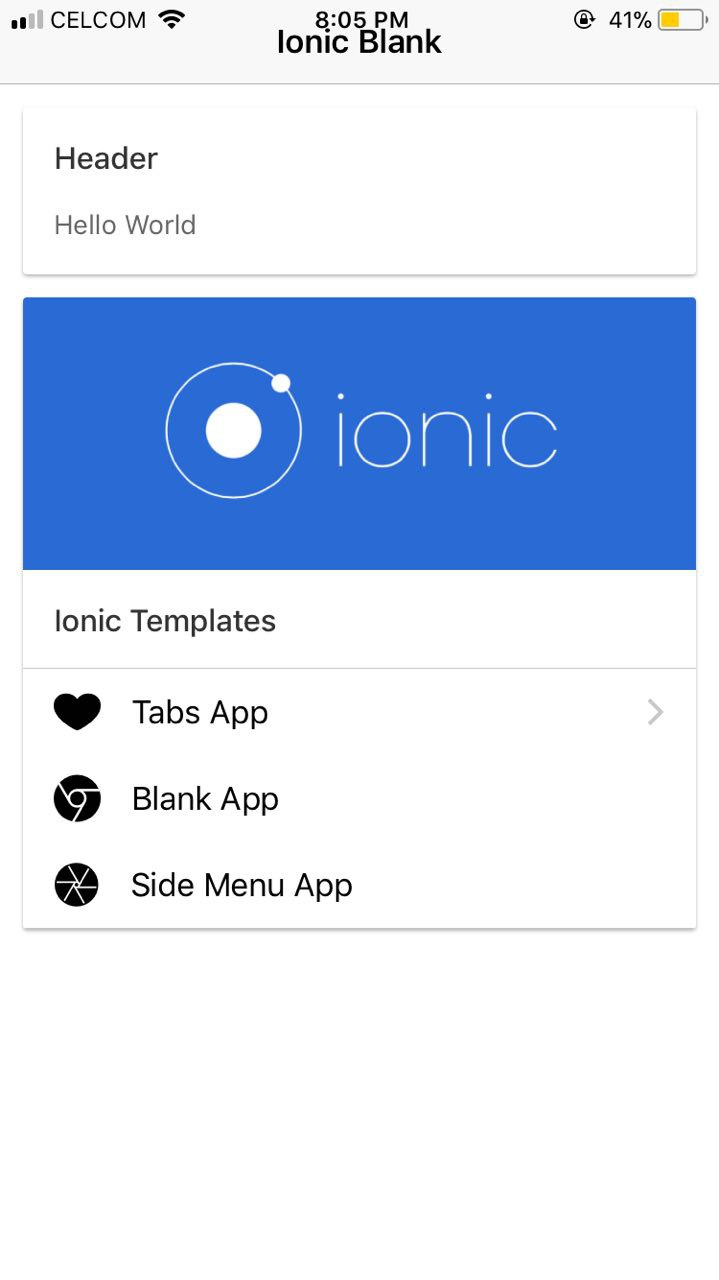 CELCOM 8:05 PM 41%
Ionic Blank
Header
Hello World
ionic
Ionic Templates
Tabs App
Blank App
Side Menu App